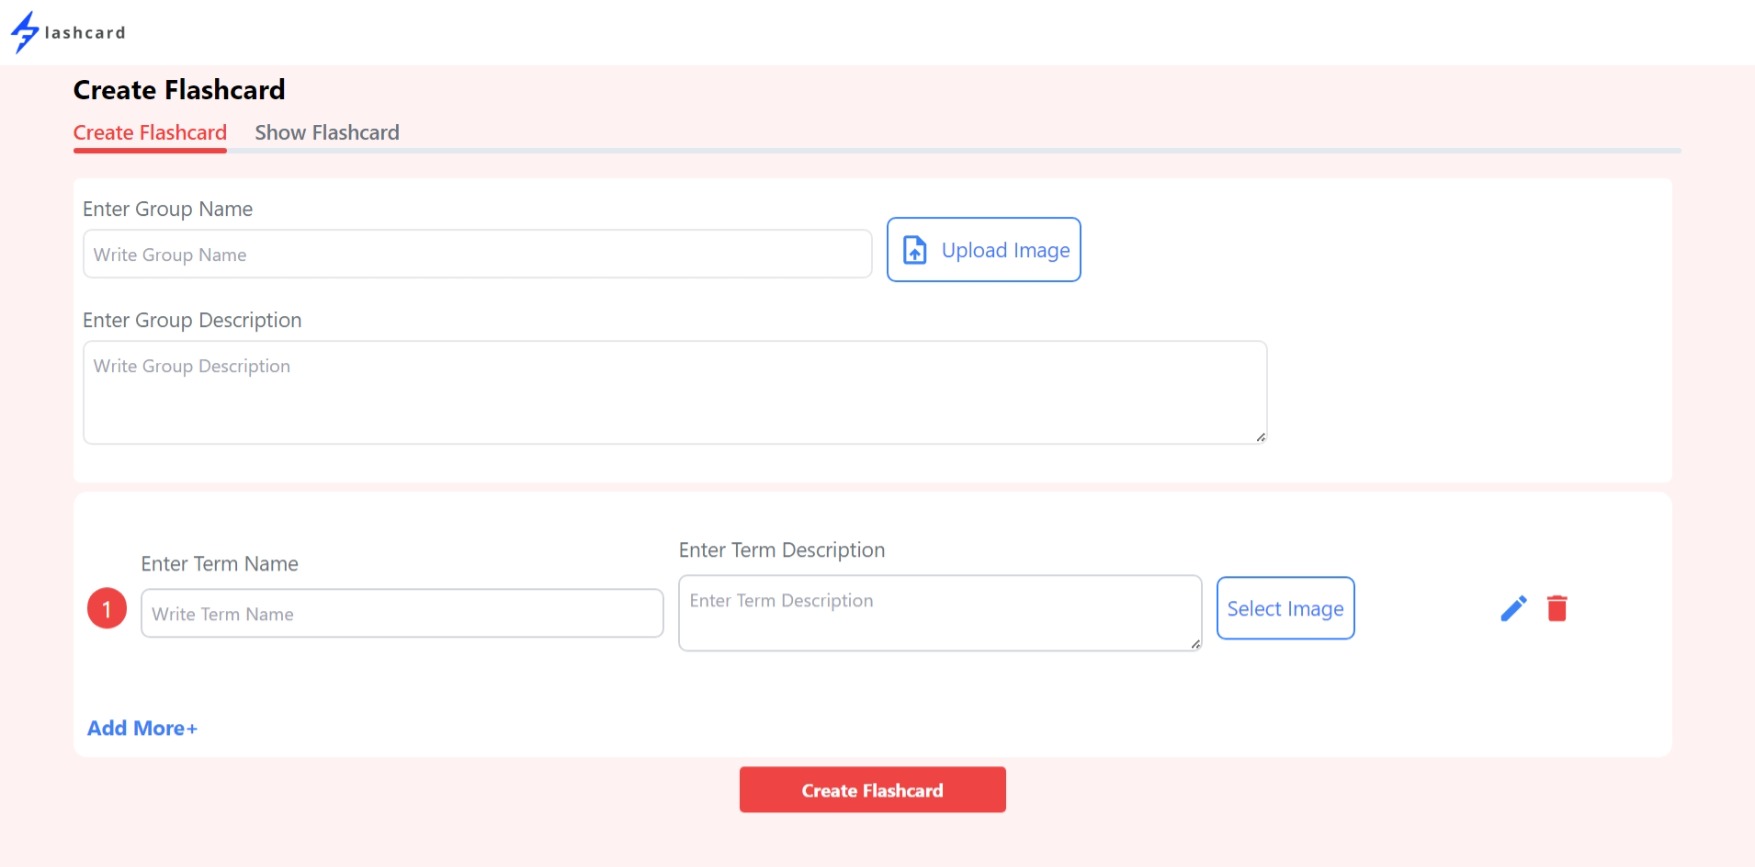 lashcard
Create Flashcard
Create Flashcard Show Flashcard
Enter Group Name
Write Group Name
Upload Image
Enter Group Description
Write Group Description
Enter Term Name
Enter Term Description
1
Write Term Name
Enter Term Description
Select Image
Add More+
Create Flashcard